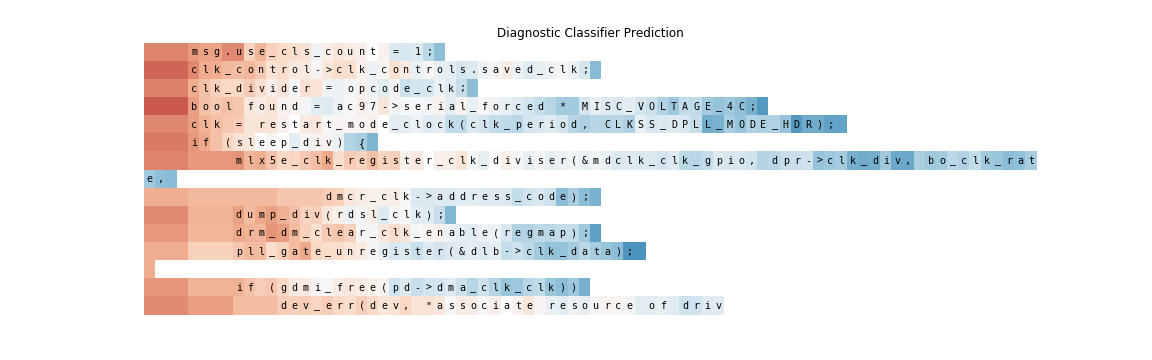 Diagnostic Classifier Prediction
msg.use_cls_count = 1;
clk_control->clk_controls.saved_clk;
clk_divider = opcode_clk;
bool found = ac97->serial_forced * MISC_VOLTAGE_4C;
clk = restart_mode_clock(clk_period, CLKSS_DPLL_MODE_HDR);
if (sleep_div) {
mlx5e_clk_register_clk_diviser(&mdclk_clk_gpio, dpr->clk_div, bo_clk_rat
e,
dmcr_clk->address_code);
dump_div(rdsl_clk);
drm_dm_clear_clk_enable(regmap);
pll_gate_unregister(&dlb->clk_data);
if (gdmi_free(pd->dma_clk_clk))
dev_err(dev, "associate resource of driv